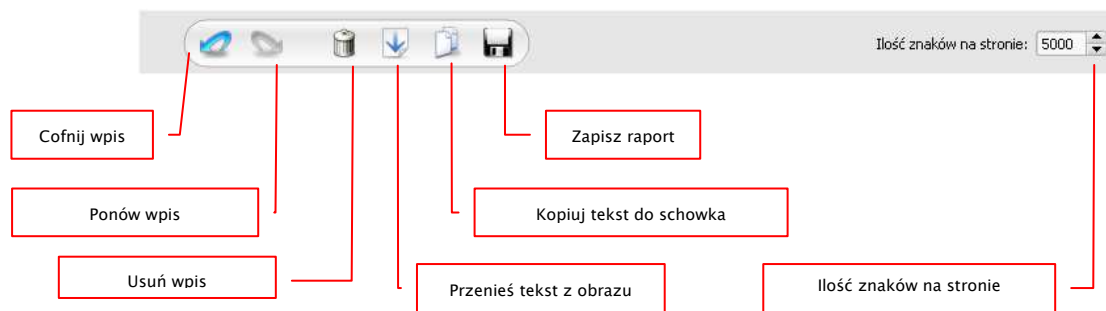 Ilość znaków na stronie: 5000
Cofnij wpis
Zapisz raport
Ponów wpis
Kopiuj tekst do schowka
Usuń wpis
Przenieś tekst z obrazu
Ilość znaków na stronie